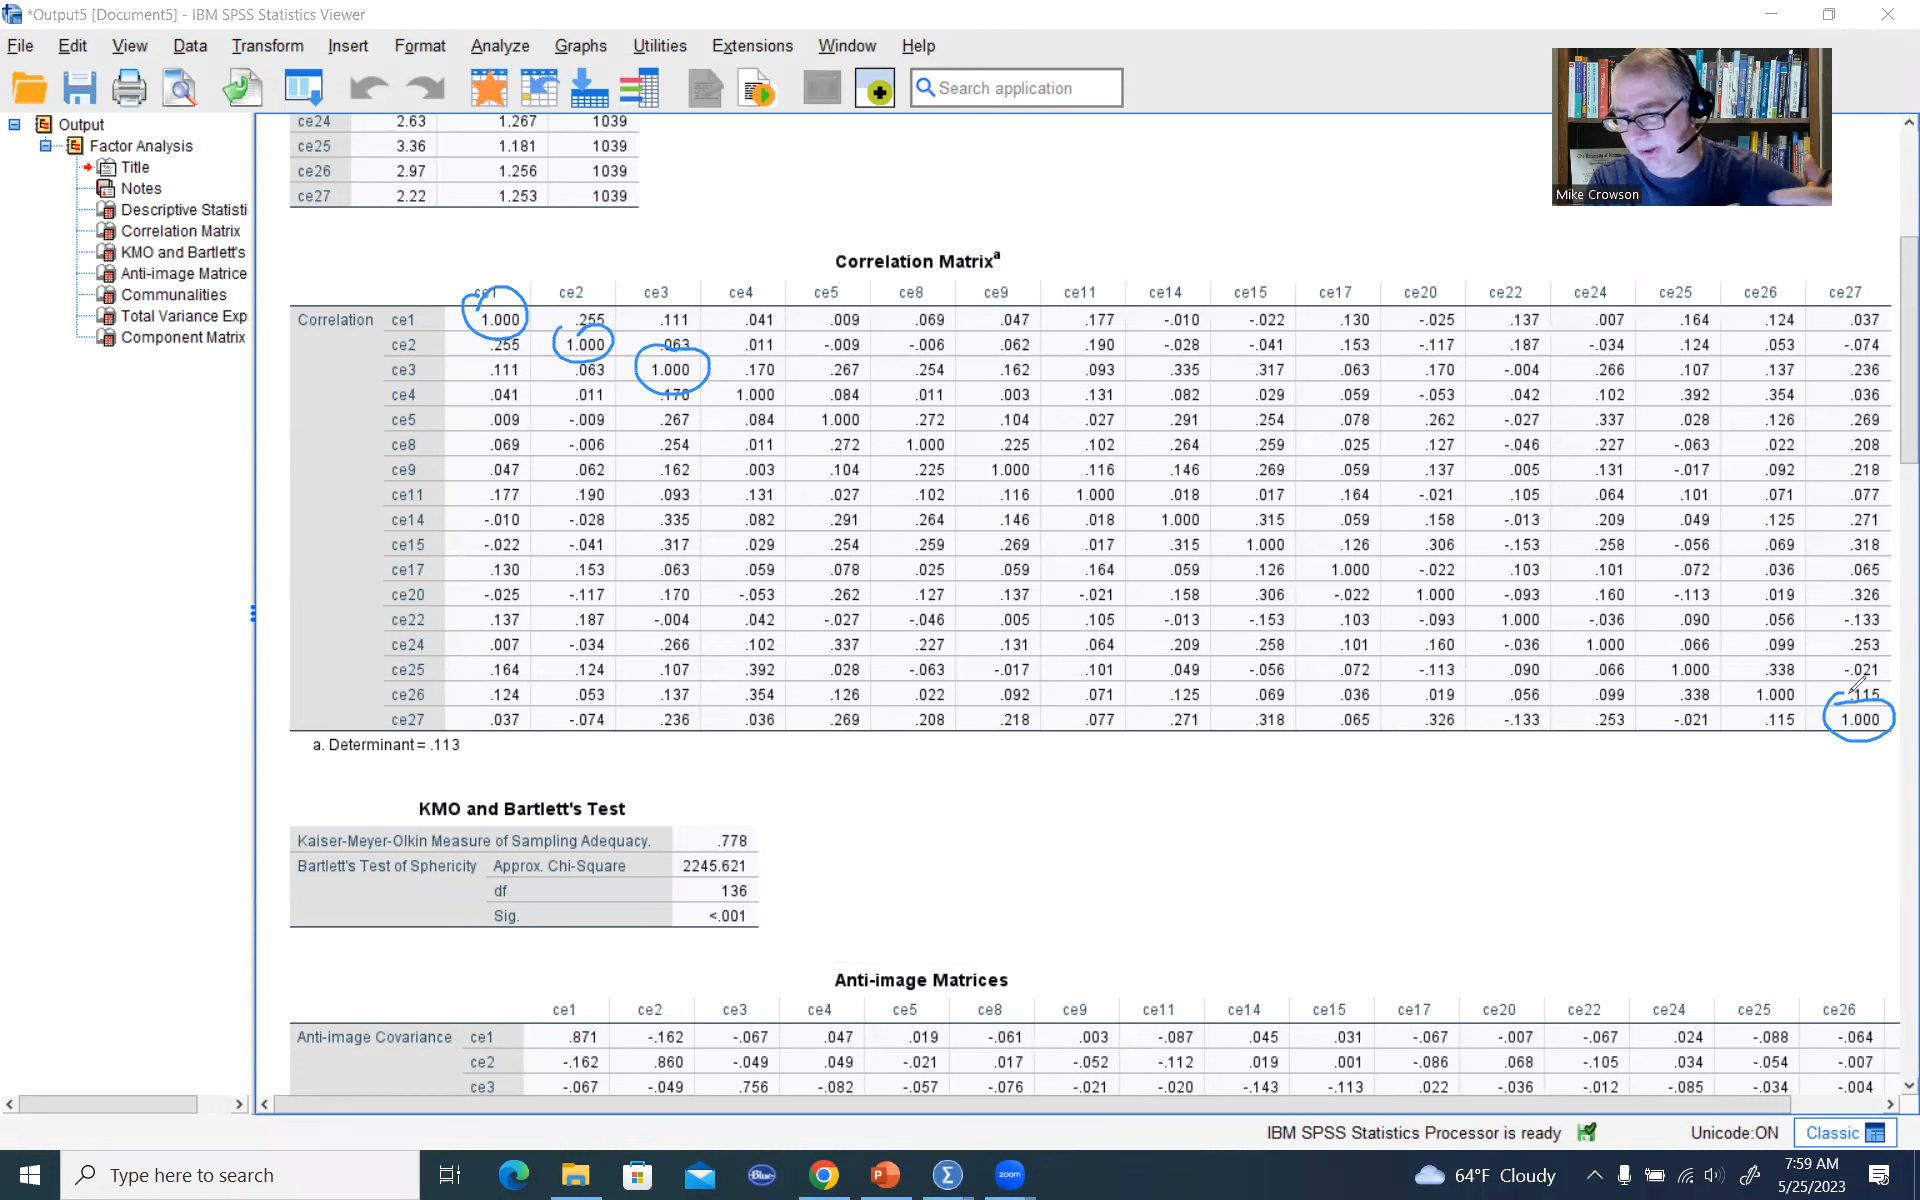 *Output5 [Document5] - IBM SPSS Statistics Viewer
File Edit View Data Transform Insert Format Analyze Graphs Utilities Extensions Window Help
Search application
Mike Crowson
Output
Factor Analysis
Title
Notes
Descriptive Statisti
Correlation Matrix
KMO and Bartlett's
Anti-image Matrice
Communalities
Total Variance Exp
Component Matrix
ce24 2.63 1.267 1039
ce25 3.36 1.181 1039
ce26 2.97 1.256 1039
ce27 2.22 1.253 1039
Correlation Matrixa
ce1 ce2 ce3 ce4 ce5 ce8 ce9 ce11 ce14 ce15 ce17 ce20 ce22 ce24 ce25 ce26 ce27
Correlation ce1 1.000 .255 .111 .041 .009 .069 .047 .177 -.010 -.022 .130 -.025 .137 .007 .164 .124 .037
ce2 .255 1.000 .063 .011 -.009 -.006 .062 .190 -.028 -.041 .153 -.117 .187 -.034 .124 .053 -.074
ce3 .111 .063 1.000 .170 .267 .254 .162 .093 .335 .317 .063 .170 -.004 .266 .107 .137 .236
ce4 .041 .011 .170 1.000 .084 .011 .003 .131 .082 .029 .059 -.053 .042 .102 .392 .354 .036
ce5 .009 -.009 .267 .084 1.000 .272 .104 .027 .291 .254 .078 .262 -.027 .337 .028 .126 .269
ce8 .069 -.006 .254 .011 .272 1.000 .225 .102 .264 .259 .025 .127 -.046 .227 -.063 .022 .208
ce9 .047 .062 .162 .003 .104 .225 1.000 .116 .146 .269 .059 .137 .005 .131 -.017 .092 .218
ce11 .177 .190 .093 .131 .027 .102 .116 1.000 .018 .017 .164 -.021 .105 .064 .101 .071 .077
ce14 -.010 -.028 .335 .082 .291 .264 .146 .018 1.000 .315 .059 .158 -.013 .209 .049 .125 .271
ce15 -.022 -.041 .317 .029 .254 .259 .269 .017 .315 1.000 .126 .306 -.153 .258 -.056 .069 .318
ce17 .130 .153 .063 .059 .078 .025 .059 .164 .059 .126 1.000 -.022 .103 .101 .072 .036 .065
ce20 -.025 -.117 .170 -.053 .262 .127 .137 -.021 .158 .306 -.022 1.000 -.093 .160 -.113 .019 .326
ce22 .137 .187 -.004 .042 -.027 -.046 .005 .105 -.013 -.153 .103 -.093 1.000 -.036 .090 .056 -.133
ce24 .007 -.034 .266 .102 .337 .227 .131 .064 .209 .258 .101 .160 -.036 1.000 .066 .099 .253
ce25 .164 .124 .107 .392 .028 -.063 -.017 .101 .049 -.056 .072 -.113 .090 .066 1.000 .338 -.021
ce26 .124 .053 .137 .354 .126 .022 .092 .071 .125 .069 .036 .019 .056 .099 .338 1.000 .115
ce27 .037 -.074 .236 .036 .269 .208 .218 .077 .271 .318 .065 .326 -.133 .253 -.021 .115 1.000
a. Determinant = .113
KMO and Bartlett's Test
Kaiser-Meyer-Olkin Measure of Sampling Adequacy. .778
Bartlett's Test of Sphericity Approx. Chi-Square 2245.621
df 136
Sig. <.001
Anti-image Matrices
ce1 ce2 ce3 ce4 ce5 ce8 ce9 ce11 ce14 ce15 ce17 ce20 ce22 ce24 ce25 ce26
Anti-image Covariance ce1 .871 -.162 -.067 .047 .019 -.061 .003 -.087 .045 .031 -.067 -.007 -.067 .024 -.088 -.064
ce2 -.162 .860 -.049 .049 -.021 .017 -.052 -.112 .019 .001 -.086 .068 -.105 .034 -.054 -.007
ce3 -.067 -.049 .756 -.082 -.057 -.076 -.021 -.020 -.143 -.113 .022 -.036 -.012 -.085 -.034 -.004
IBM SPSS Statistics Processor is ready Unicode:ON Classic
Type here to search
Blue
zoom
64°F Cloudy
7:59 AM
5/25/2023